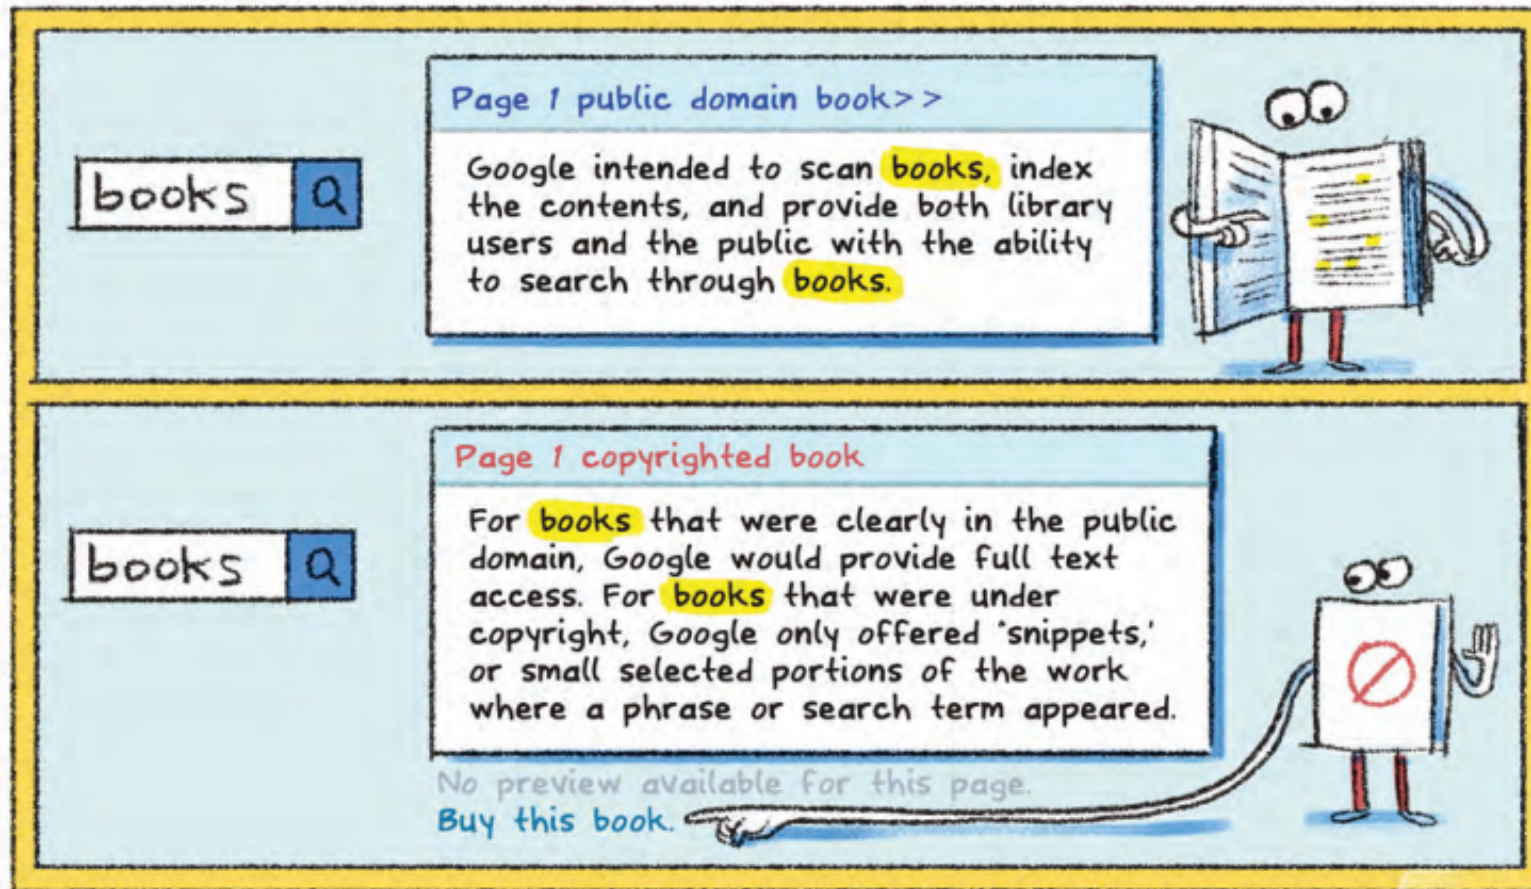 books
Page 1 public domain book>>
Google intended to scan books, index
the contents, and provide both library
users and the public with the ability
to search through books.
books
Page 1 copyrighted book
For books that were clearly in the public
domain, Google would provide full text
access. For books that were under
copyright, Google only offered 'snippets,'
or small selected portions of the work
where a phrase or search term appeared.
No preview available for this page.
Buy this book.